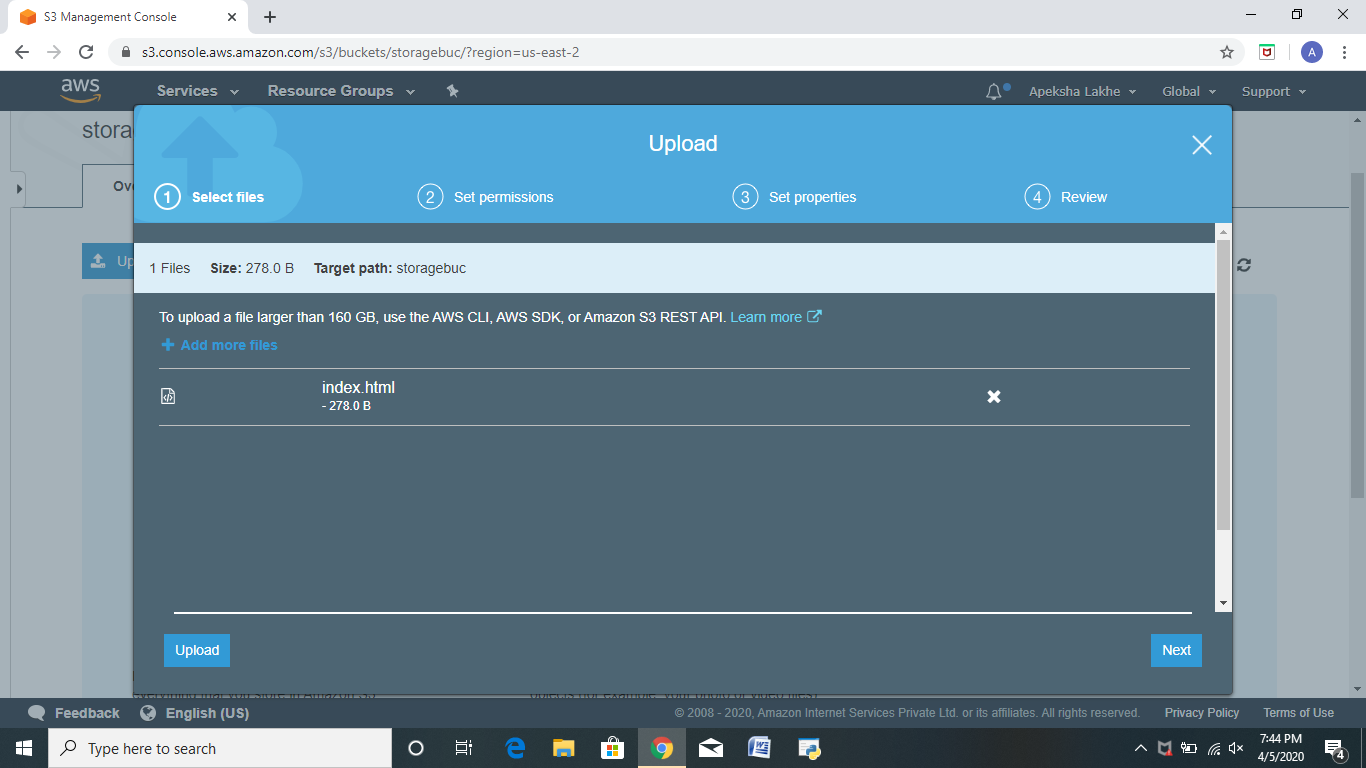 S3 Management Console
s3.console.aws.amazon.com/s3/buckets/storagebuc/?region=us-east-2
A
aws
Services
Resource Groups
Apeksha Lakhe
Global
Support
stora
Upload
Ov
1 Select files
2 Set permissions
3 Set properties
4 Review
Up
1 Files Size: 278.0 B Target path: storagebuc
To upload a file larger than 160 GB, use the AWS CLI, AWS SDK, or Amazon S3 REST API. Learn more
Add more files
index.html
- 278.0 B
Upload
Next
Feedback
English (US)
© 2008 - 2020, Amazon Internet Services Private Ltd. or its affiliates. All rights reserved.
Privacy Policy
Terms of Use
Type here to search
7:44 PM
4/5/2020
4